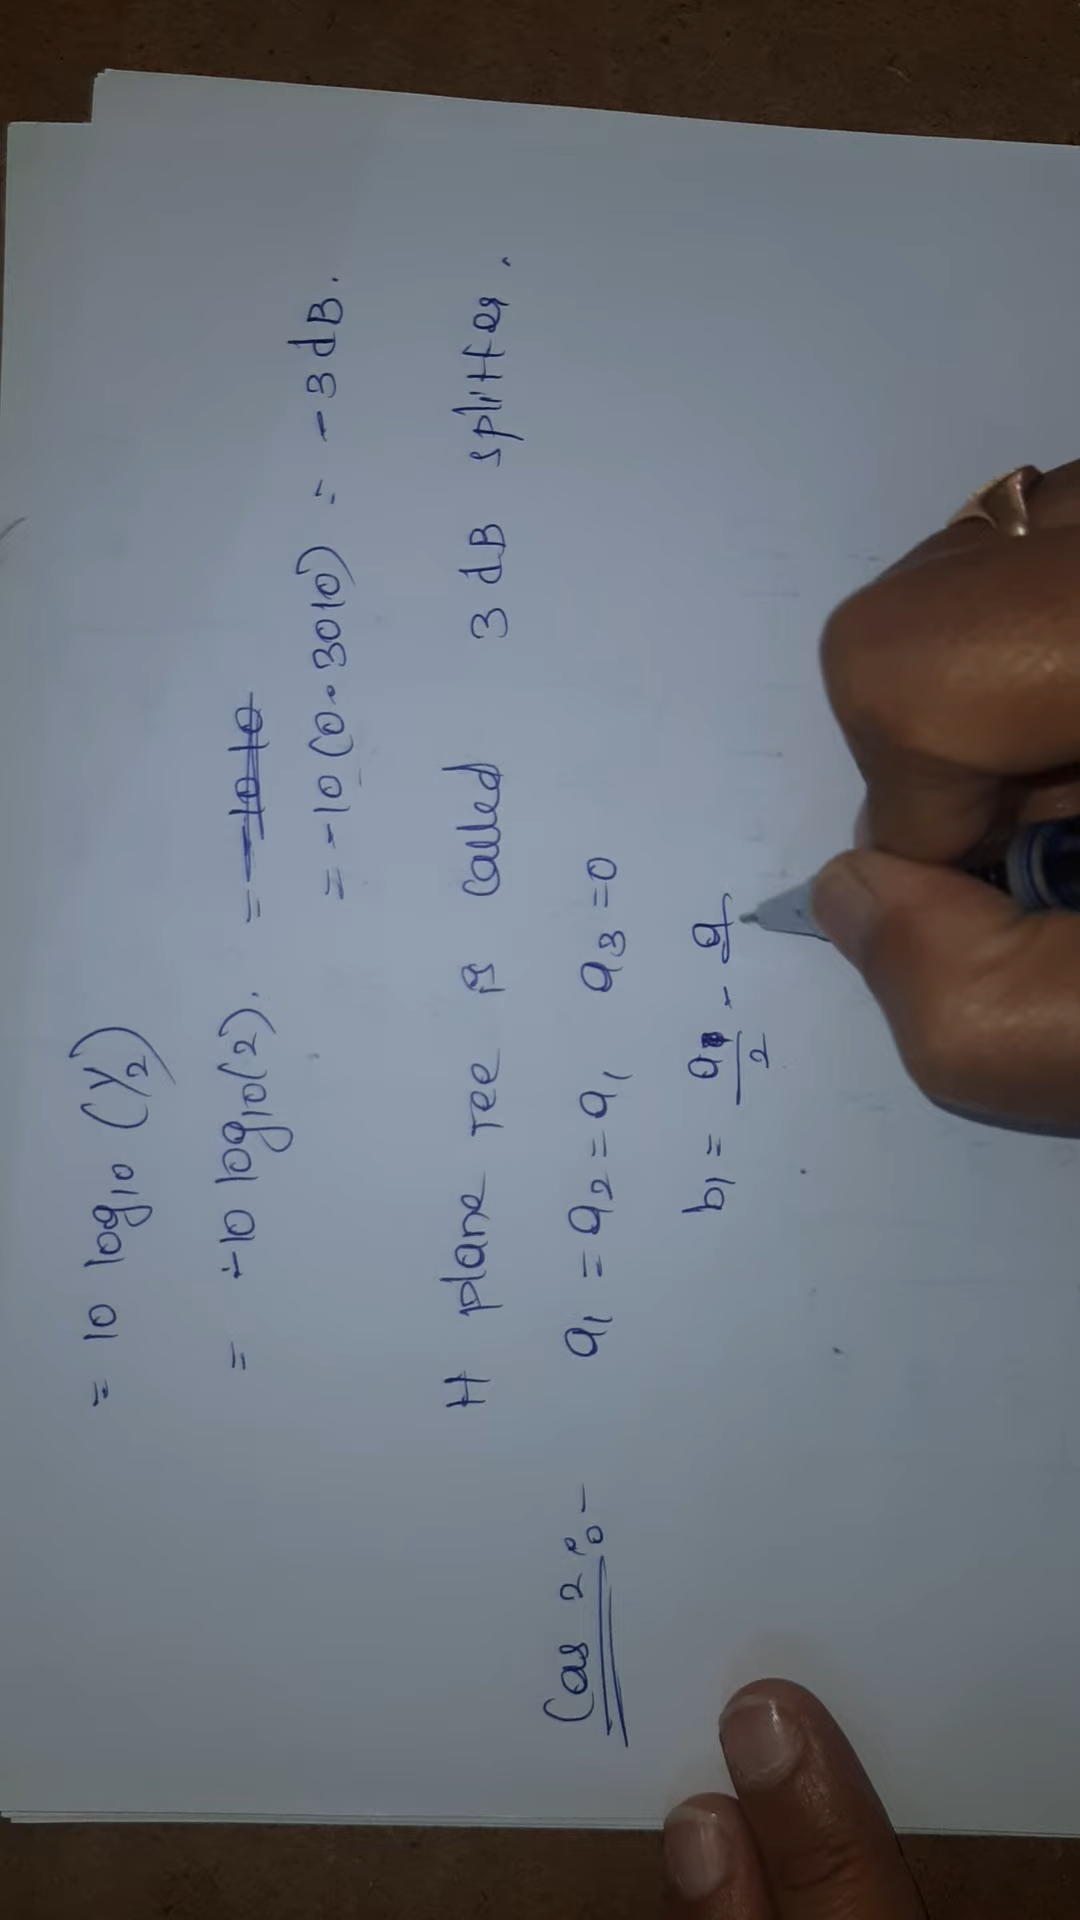 = 10 log10 (1/2)
= -10 log10(2). =
= -10 (0.3010) = -3 dB.
H plane Tee is called 3 dB splitter.
Cas 2 :- a1 = a2 = a1 a3 = 0
b1 = a1/2 - a